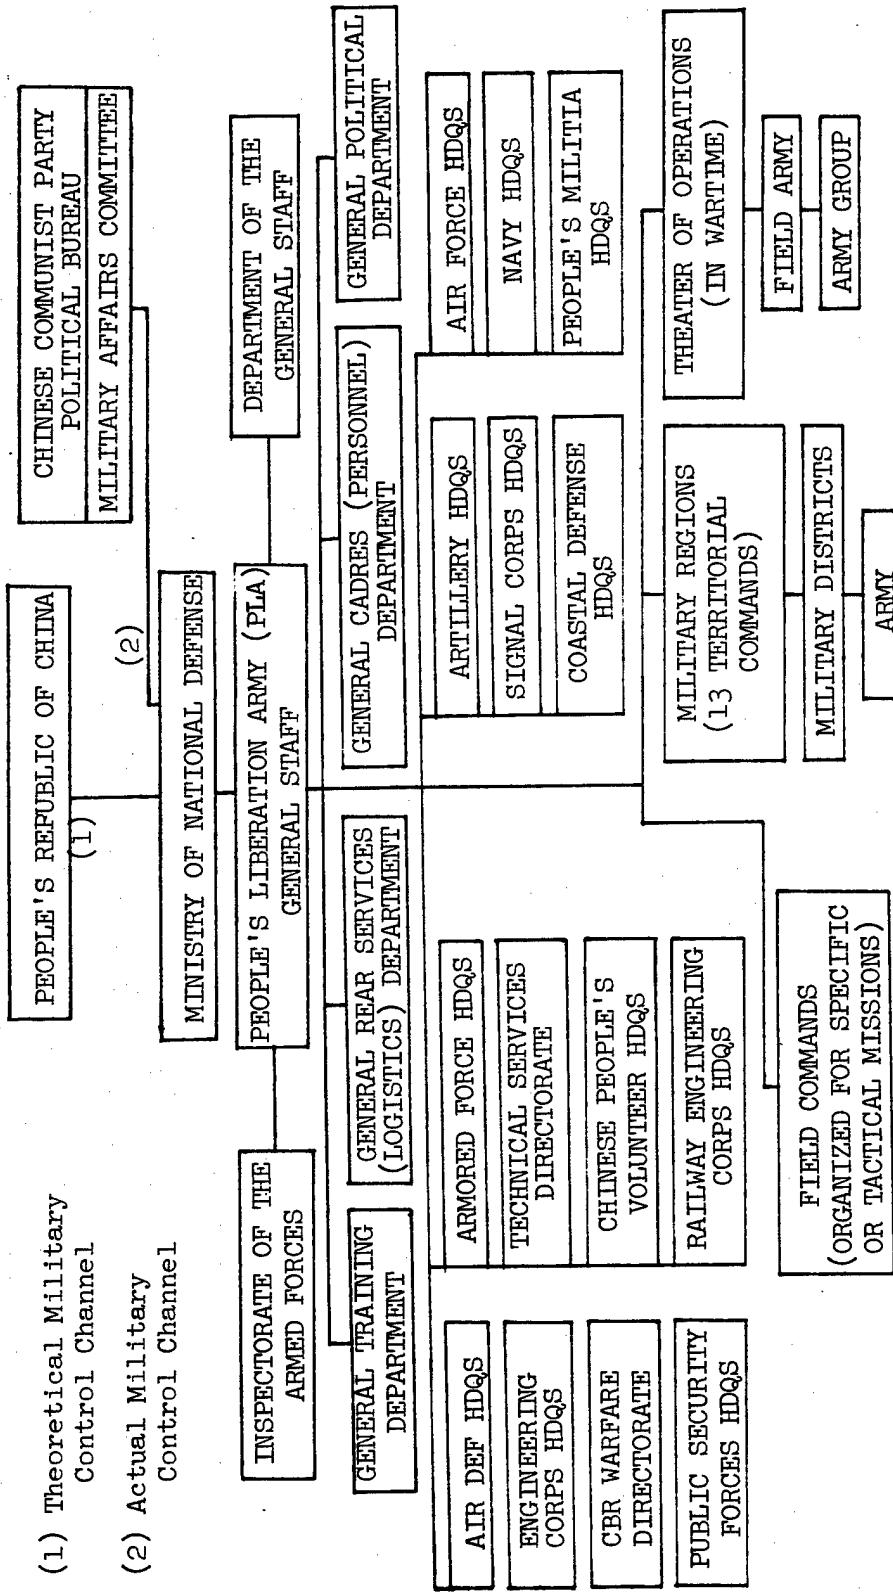 (1) Theoretical Military
Control Channel
(2) Actual Military
Control Channel
PEOPLE'S REPUBLIC OF CHINA
(1)
CHINESE COMMUNIST PARTY
POLITICAL BUREAU
MILITARY AFFAIRS COMMITTEE
(2)
MINISTRY OF NATIONAL DEFENSE
INSPECTORATE OF THE
ARMED FORCES
PEOPLE'S LIBERATION ARMY (PLA)
GENERAL STAFF
DEPARTMENT OF THE
GENERAL STAFF
GENERAL TRAINING
DEPARTMENT
GENERAL REAR SERVICES
(LOGISTICS) DEPARTMENT
GENERAL CADRES (PERSONNEL)
DEPARTMENT
GENERAL POLITICAL
DEPARTMENT
AIR DEF HDQS
ENGINEERING
CORPS HDQS
CBR WARFARE
DIRECTORATE
PUBLIC SECURITY
FORCES HDQS
ARMORED FORCE HDQS
TECHNICAL SERVICES
DIRECTORATE
CHINESE PEOPLE'S
VOLUNTEER HDQS
RAILWAY ENGINEERING
CORPS HDQS
ARTILLERY HDQS
SIGNAL CORPS HDQS
COASTAL DEFENSE
HDQS
AIR FORCE HDQS
NAVY HDQS
PEOPLE'S MILITIA
HDQS
FIELD COMMANDS
(ORGANIZED FOR SPECIFIC
OR TACTICAL MISSIONS)
MILITARY REGIONS
(13 TERRITORIAL
COMMANDS)
MILITARY DISTRICTS
ARMY
THEATER OF OPERATIONS
(IN WARTIME)
FIELD ARMY
ARMY GROUP